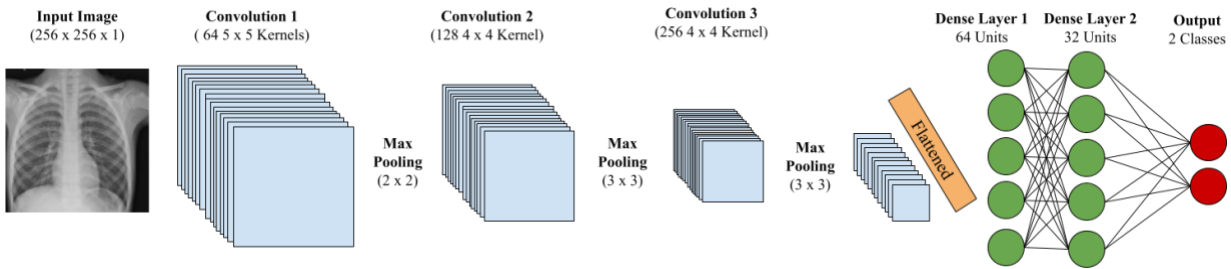 Input Image
(256 x 256 x 1)
Convolution 1
( 64 5 x 5 Kernels)
Convolution 2
(128 4 x 4 Kernel)
Convolution 3
(256 4 x 4 Kernel)
Dense Layer 1
64 Units
Dense Layer 2
32 Units
Output
2 Classes
Max
Pooling
(2 x 2)
Max
Pooling
(3 x 3)
Max
Pooling
(3 x 3)
Flattened